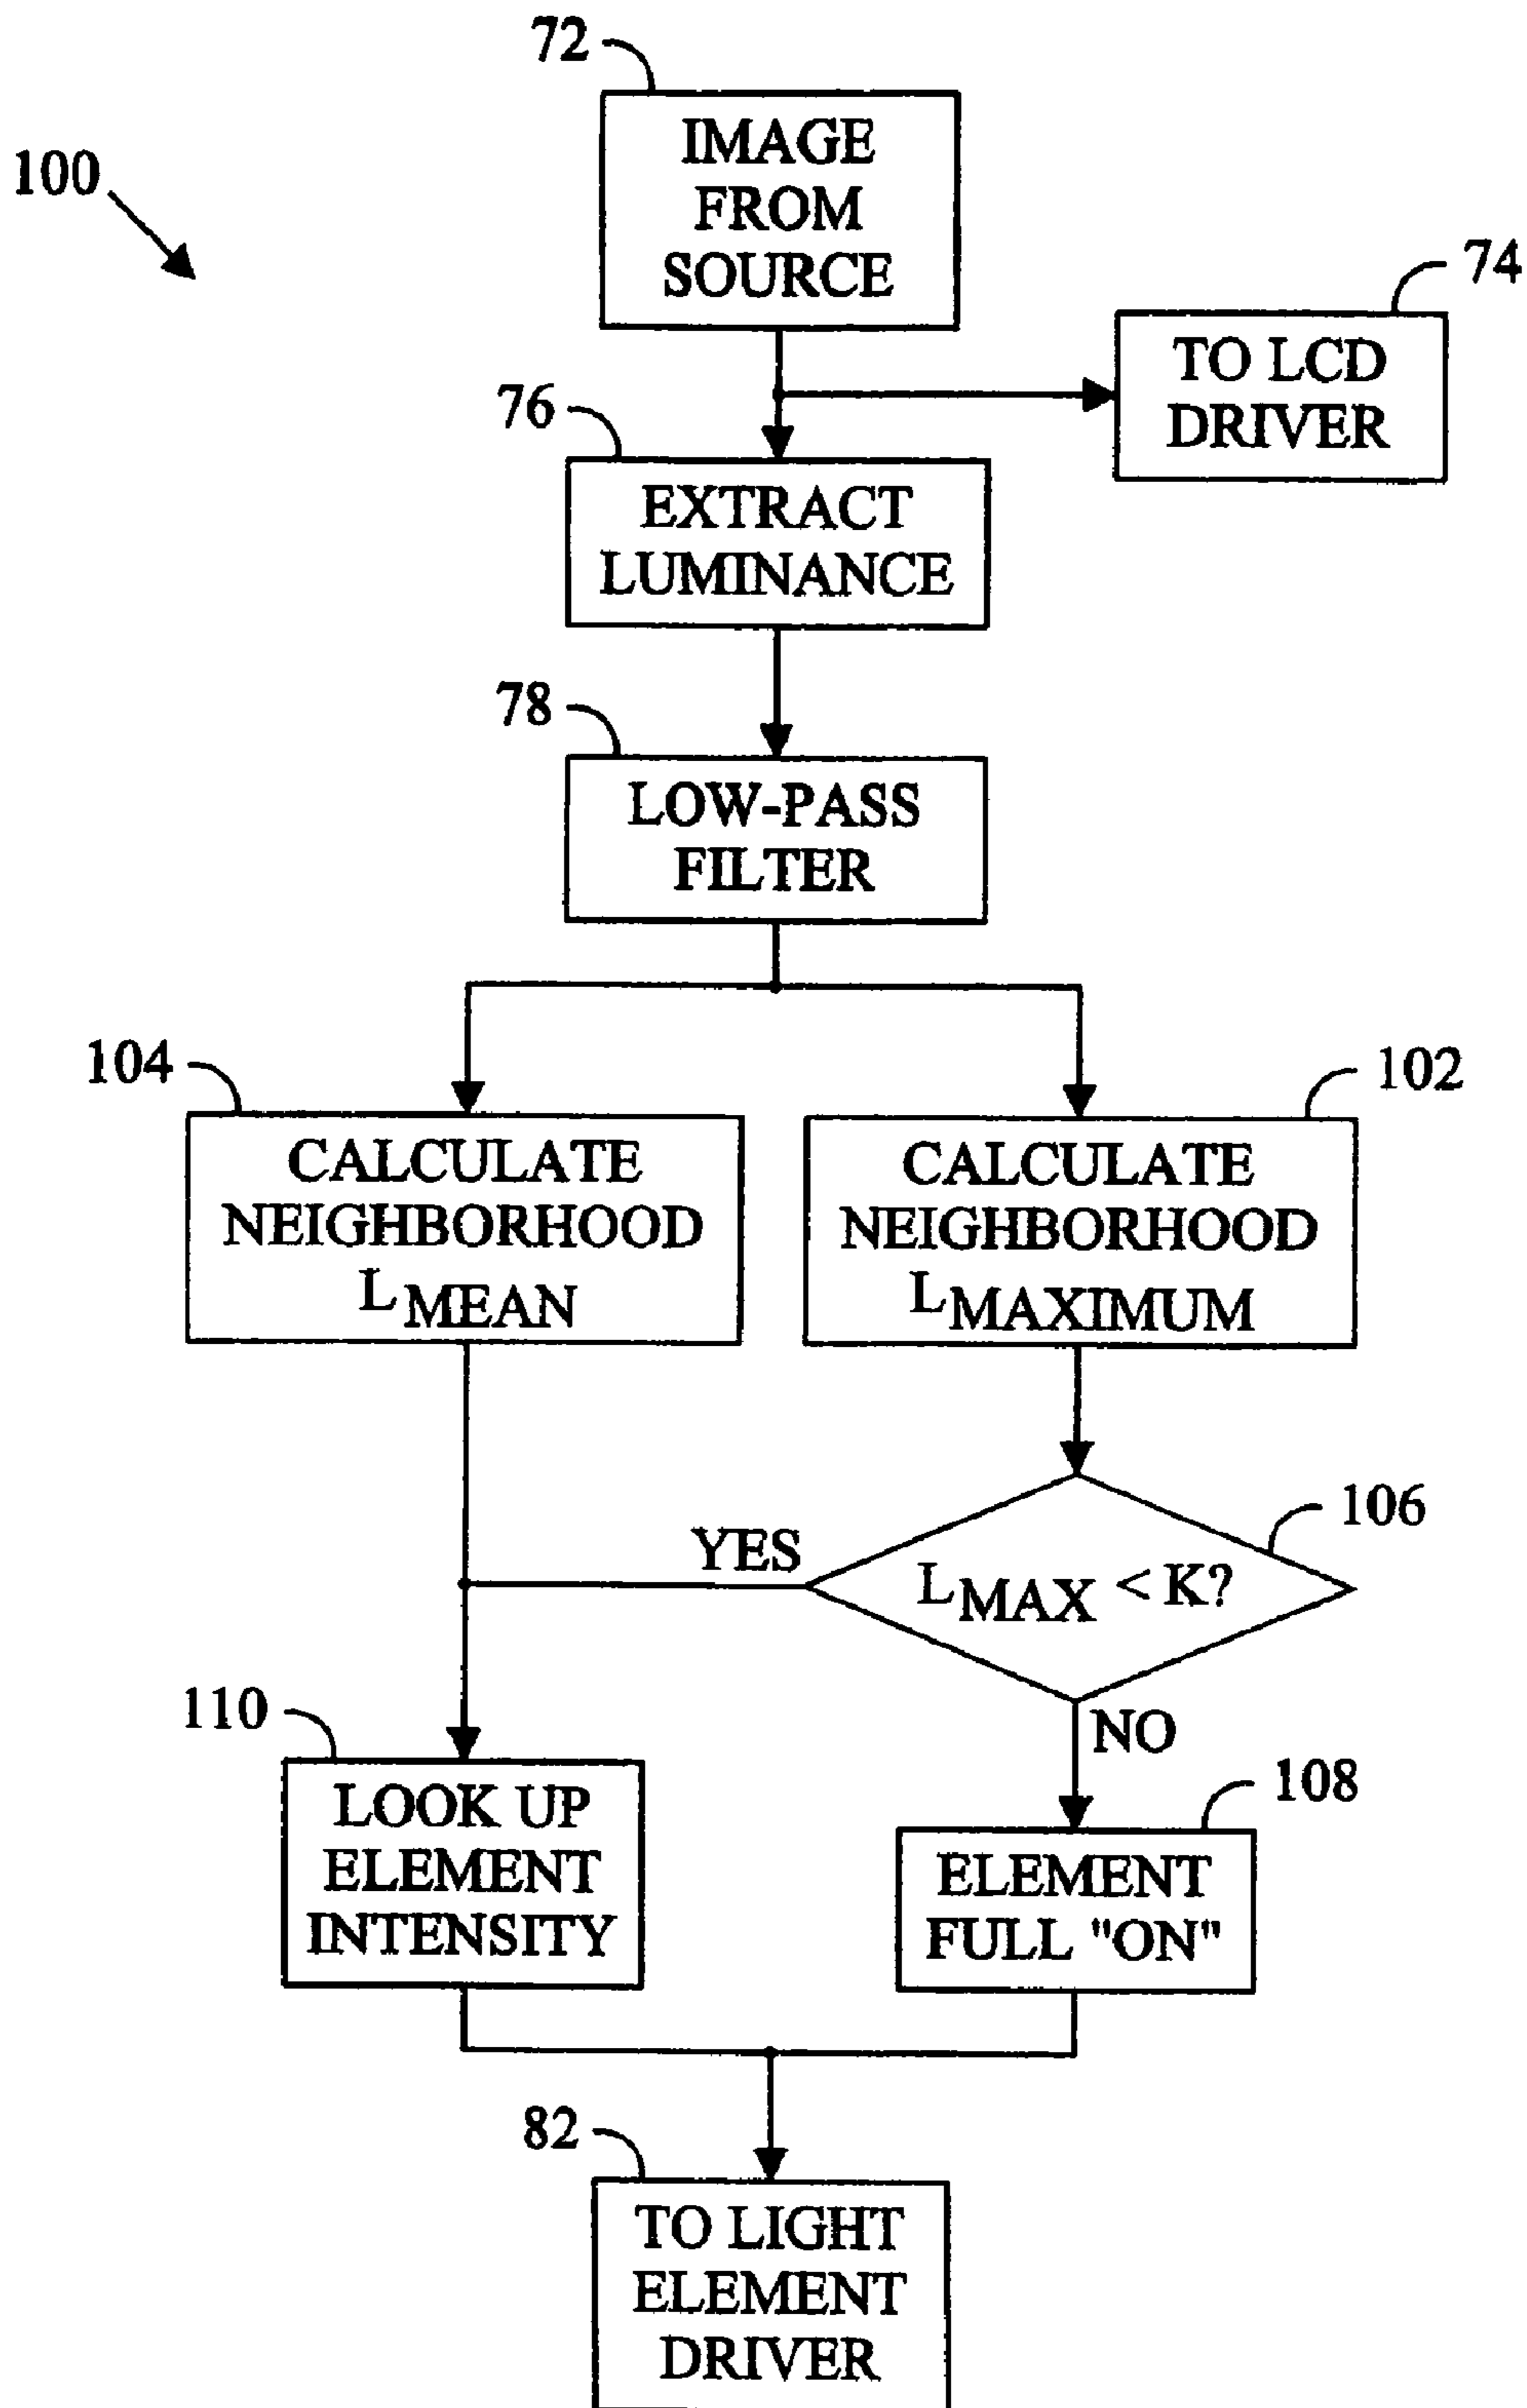 72
IMAGE
FROM
SOURCE
100
74
TO LCD
DRIVER
76
EXTRACT
LUMINANCE
78
LOW-PASS
FILTER
104
CALCULATE
NEIGHBORHOOD
LMEAN
102
CALCULATE
NEIGHBORHOOD
LMAXIMUM
106
YES
LMAX < K?
NO
110
LOOK UP
ELEMENT
INTENSITY
108
ELEMENT
FULL "ON"
82
TO LIGHT
ELEMENT
DRIVER